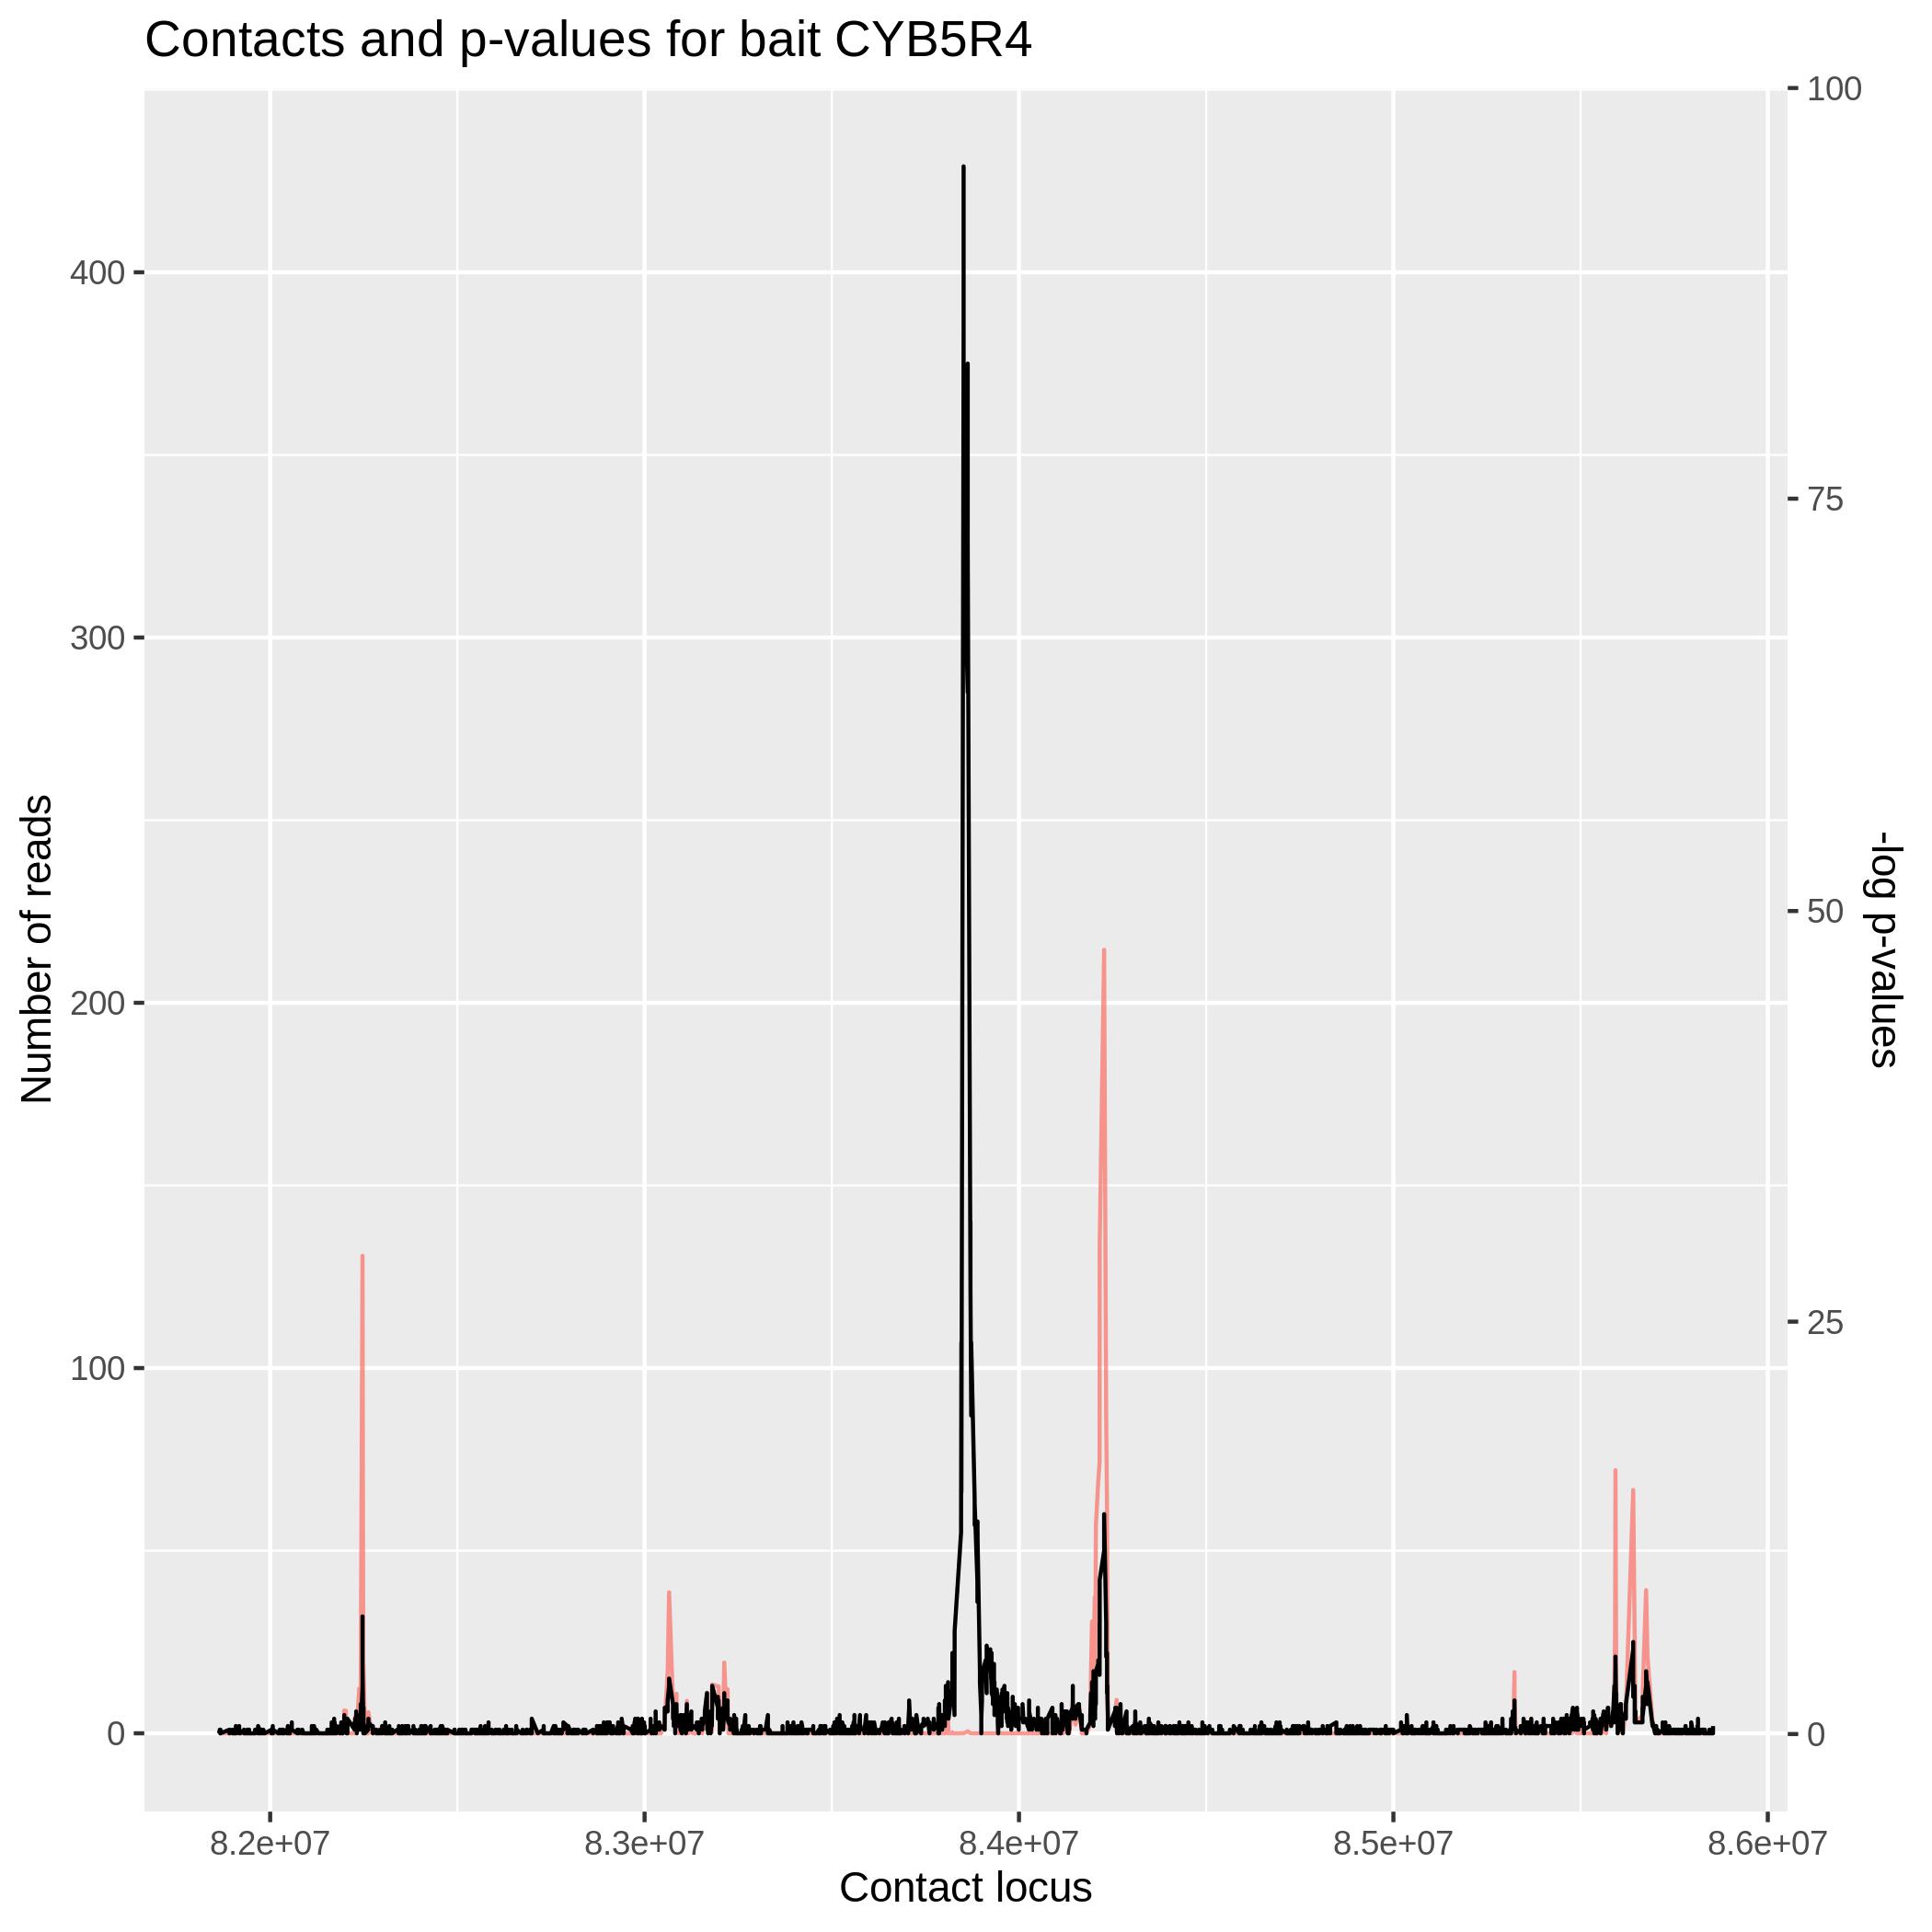 Contacts and p-values for bait CYB5R4
Number of reads
400
300
200
100
0
100
75
50
25
0
-log p-values
8.2e+07
8.3e+07
8.4e+07
8.5e+07
8.6e+07
Contact locus